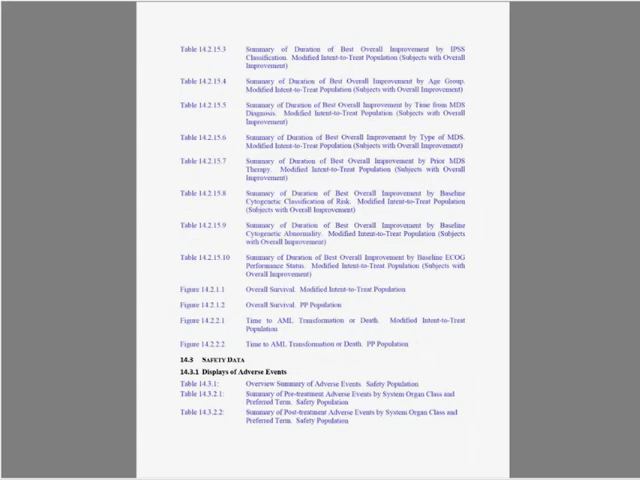 Table 14.2.15.3 Summary of Duration of Best Overall Improvement by IPSS
Classification. Modified Intent-to-Treat Population (Subjects with Overall
Improvement)
Table 14.2.15.4 Summary of Duration of Best Overall Improvement by Age Group.
Modified Intent-to-Treat Population (Subjects with Overall Improvement)
Table 14.2.15.5 Summary of Duration of Best Overall Improvement by Time from MDS
Diagnosis. Modified Intent-to-Treat Population (Subjects with Overall
Improvement)
Table 14.2.15.6 Summary of Duration of Best Overall Improvement by Type of MDS.
Modified Intent-to-Treat Population (Subjects with Overall Improvement)
Table 14.2.15.7 Summary of Duration of Best Overall Improvement by Prior MDS
Therapy. Modified Intent-to-Treat Population (Subjects with Overall
Improvement)
Table 14.2.15.8 Summary of Duration of Best Overall Improvement by Baseline
Cytogenetic Classification of Risk. Modified Intent-to-Treat Population
(Subjects with Overall Improvement)
Table 14.2.15.9 Summary of Duration of Best Overall Improvement by Baseline
Cytogenetic Abnormality. Modified Intent-to-Treat Population (Subjects
with Overall Improvement)
Table 14.2.15.10 Summary of Duration of Best Overall Improvement by Baseline ECOG
Performance Status. Modified Intent-to-Treat Population (Subjects with
Overall Improvement)
Figure 14.2.1.1 Overall Survival. Modified Intent-to-Treat Population
Figure 14.2.1.2 Overall Survival. PP Population
Figure 14.2.2.1 Time to AML Transformation or Death. Modified Intent-to-Treat
Population
Figure 14.2.2.2 Time to AML Transformation or Death. PP Population
14.3 SAFETY DATA
14.3.1 Displays of Adverse Events
Table 14.3.1: Overview Summary of Adverse Events. Safety Population
Table 14.3.2.1: Summary of Pre-treatment Adverse Events by System Organ Class and
Preferred Term. Safety Population
Table 14.3.2.2: Summary of Post-treatment Adverse Events by System Organ Class and
Preferred Term. Safety Population